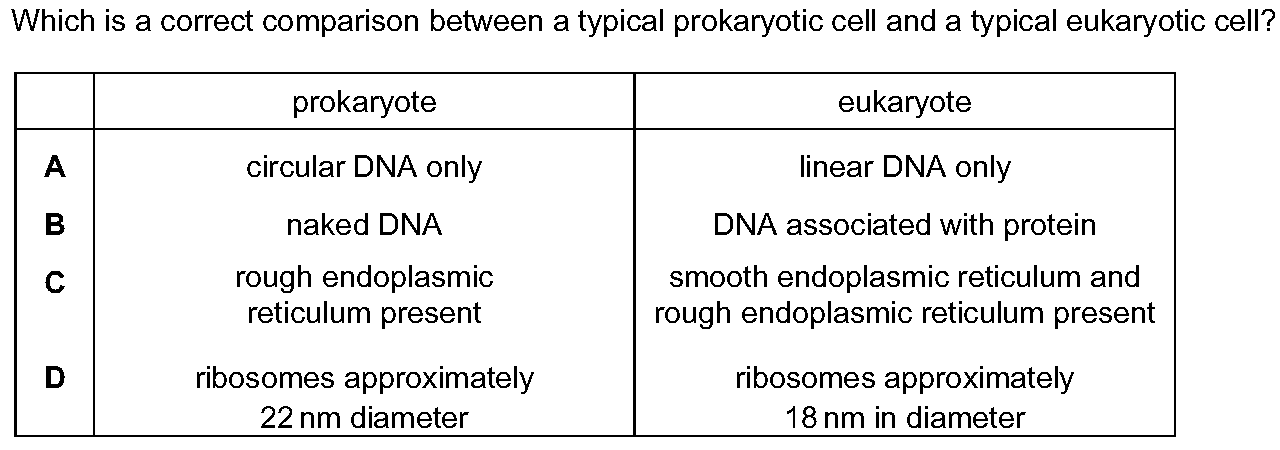 Which is a correct comparison between a typical prokaryotic cell and a typical eukaryotic cell?
prokaryote eukaryote
A circular DNA only linear DNA only
B naked DNA DNA associated with protein
C rough endoplasmic smooth endoplasmic reticulum and
reticulum present rough endoplasmic reticulum present
D ribosomes approximately ribosomes approximately
22 nm diameter 18 nm in diameter